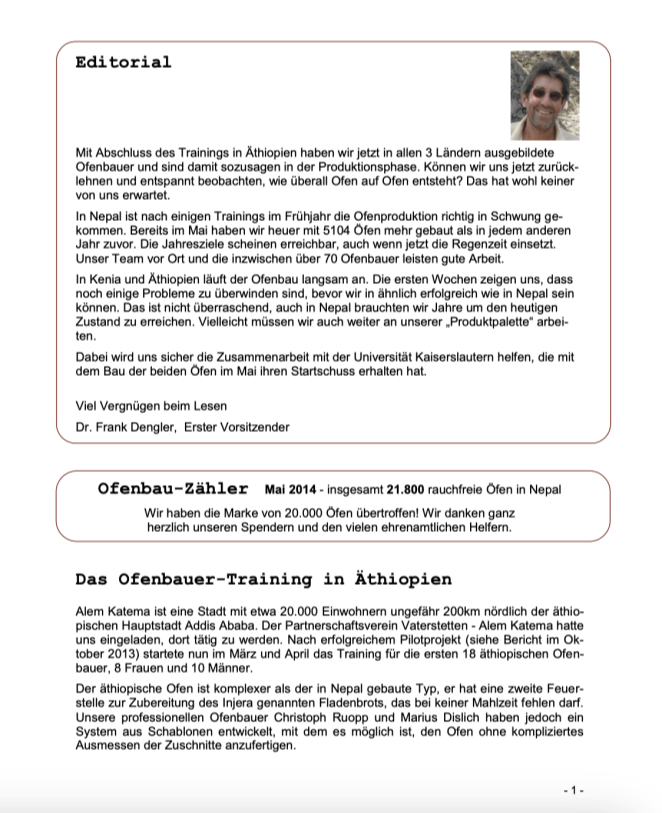 Editorial
Mit Abschluss des Trainings in Äthiopien haben wir jetzt in allen 3 Ländern ausgebildete
Ofenbauer und sind damit sozusagen in der Produktionsphase. Können wir uns jetzt zurück-
lehnen und entspannt beobachten, wie überall Ofen auf Ofen entsteht? Das hat wohl keiner
von uns erwartet.
In Nepal ist nach einigen Trainings im Frühjahr die Ofenproduktion richtig in Schwung ge-
kommen. Bereits im Mai haben wir heuer mit 5104 Öfen mehr gebaut als in jedem anderen
Jahr zuvor. Die Jahresziele scheinen erreichbar, auch wenn jetzt die Regenzeit einsetzt.
Unser Team vor Ort und die inzwischen über 70 Ofenbauer leisten gute Arbeit.
In Kenia und Äthiopien läuft der Ofenbau langsam an. Die ersten Wochen zeigen uns, dass
noch einige Probleme zu überwinden sind, bevor wir in ähnlich erfolgreich wie in Nepal sein
können. Das ist nicht überraschend, auch in Nepal brauchten wir Jahre um den heutigen
Zustand zu erreichen. Vielleicht müssen wir auch weiter an unserer „Produktpalette“ arbei-
ten.
Dabei wird uns sicher die Zusammenarbeit mit der Universität Kaiserslautern helfen, die mit
dem Bau der beiden Öfen im Mai ihren Startschuss erhalten hat.
Viel Vergnügen beim Lesen
Dr. Frank Dengler, Erster Vorsitzender
Ofenbau-Zähler Mai 2014 - insgesamt 21.800 rauchfreie Öfen in Nepal
Wir haben die Marke von 20.000 Öfen übertroffen! Wir danken ganz
herzlich unseren Spendern und den vielen ehrenamtlichen Helfern.
Das Ofenbauer-Training in Äthiopien
Alem Katema ist eine Stadt mit etwa 20.000 Einwohnern ungefähr 200km nördlich der äthio-
pischen Hauptstadt Addis Ababa. Der Partnerschaftsverein Vaterstetten - Alem Katema hatte
uns eingeladen, dort tätig zu werden. Nach erfolgreichem Pilotprojekt (siehe Bericht im Ok-
tober 2013) startete nun im März und April das Training für die ersten 18 äthiopischen Ofen-
bauer, 8 Frauen und 10 Männer.
Der äthiopische Ofen ist komplexer als der in Nepal gebaute Typ, er hat eine zweite Feuer-
stelle zur Zubereitung des Injera genannten Fladenbrots, das bei keiner Mahlzeit fehlen darf.
Unsere professionellen Ofenbauer Christoph Ruopp und Marius Dislich haben jedoch ein
System aus Schablonen entwickelt, mit dem es möglich ist, den Ofen ohne kompliziertes
Ausmessen der Zuschnitte anzufertigen.
- 1 -